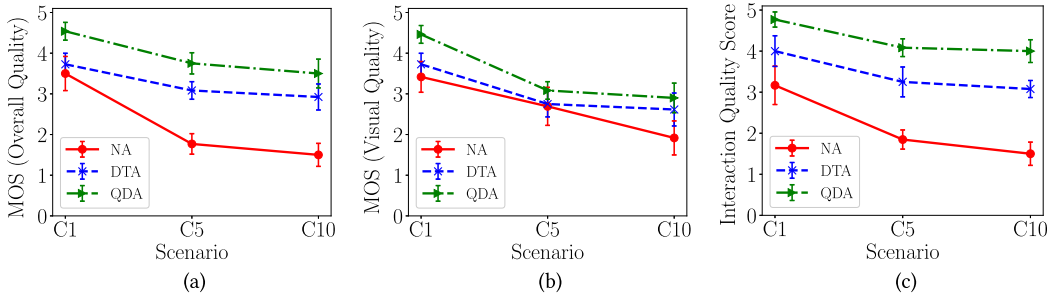 MOS (Overall Quality)
5
4
3
2
1
0
NA
DTA
QDA
C1 C5 C10
Scenario
(a)
MOS (Visual Quality)
5
4
3
2
1
0
NA
DTA
QDA
C1 C5 C10
Scenario
(b)
Interaction Quality Score
5
4
3
2
1
0
NA
DTA
QDA
C1 C5 C10
Scenario
(c)